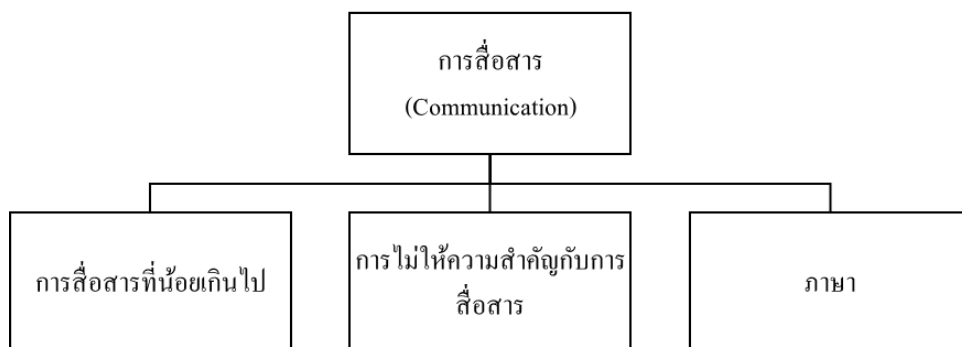 การสื่อสาร
(Communication)
การสื่อสารที่น้อยเกินไป
การไม่ให้ความสำคัญกับการ
สื่อสาร
ภาษา